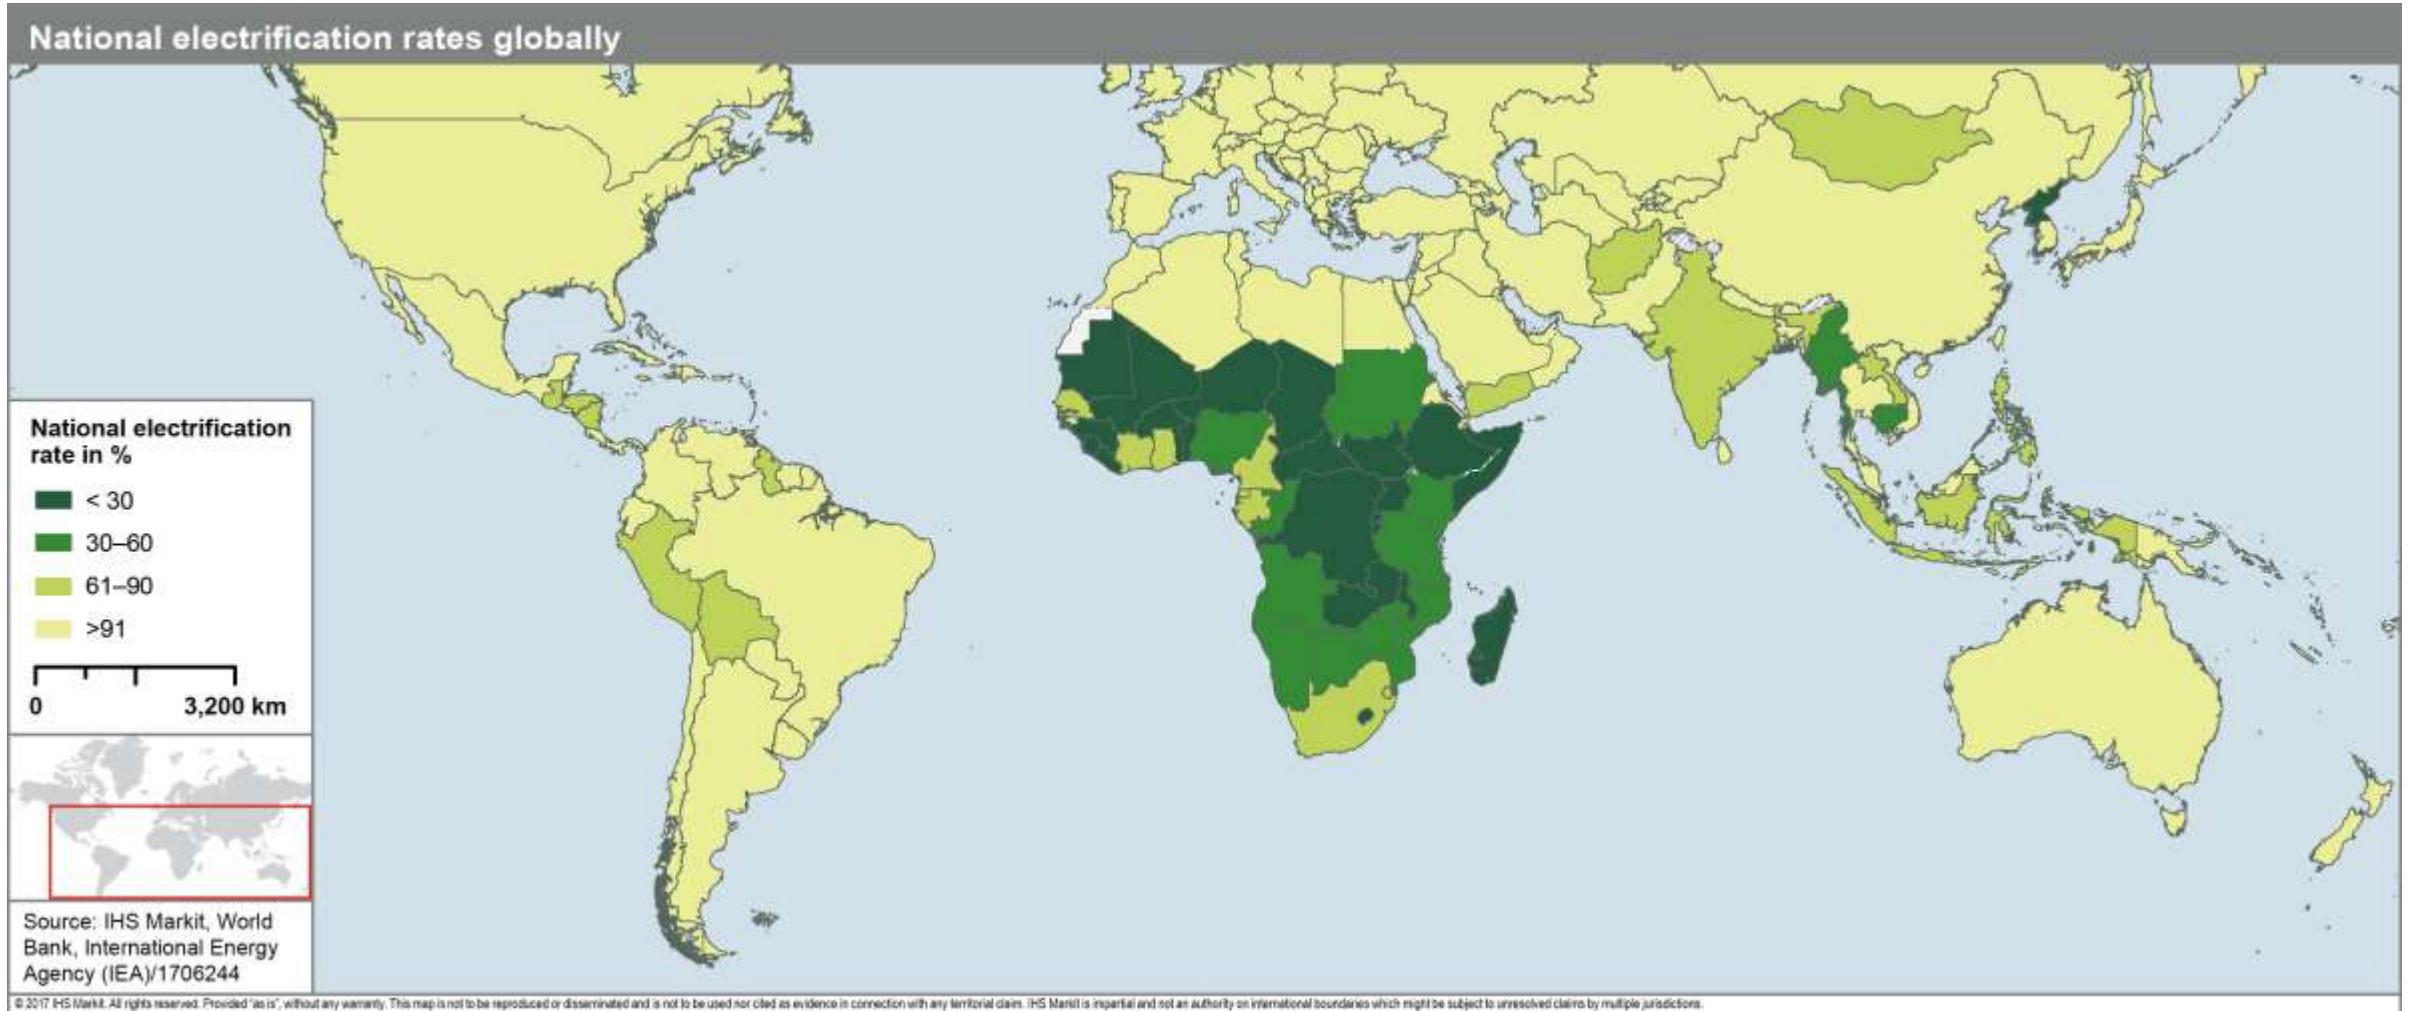 National electrification rates globally
National electrification
rate in %
< 30
30–60
61–90
>91
0 3,200 km
Source: IHS Markit, World
Bank, International Energy
Agency (IEA)/1706244
© 2017 IHS Markit. All rights reserved. Provided "as is", without any warranty. This map is not to be reproduced or disseminated and is not to be used nor cited as evidence in connection with any territorial claim. IHS Markit is impartial and not an authority on international boundaries which might be subject to unresolved claims by multiple jurisdictions.